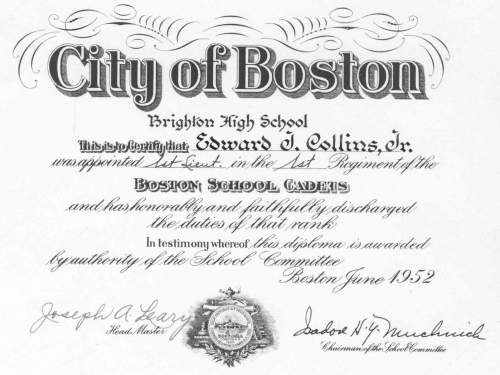 City of Boston
Brighton High School
This is to Certify that Edward J. Collins, Jr.
was appointed 1st Lieut. in the 1st Regiment of the
BOSTON SCHOOL CADETS
and has honorably and faithfully discharged
the duties of that rank
In testimony whereof this diploma is awarded
by authority of the School Committee
Boston June 1952
Joseph A. Leary
Head Master
Isadore H. Y. Muchnick
Chairman of the School Committee